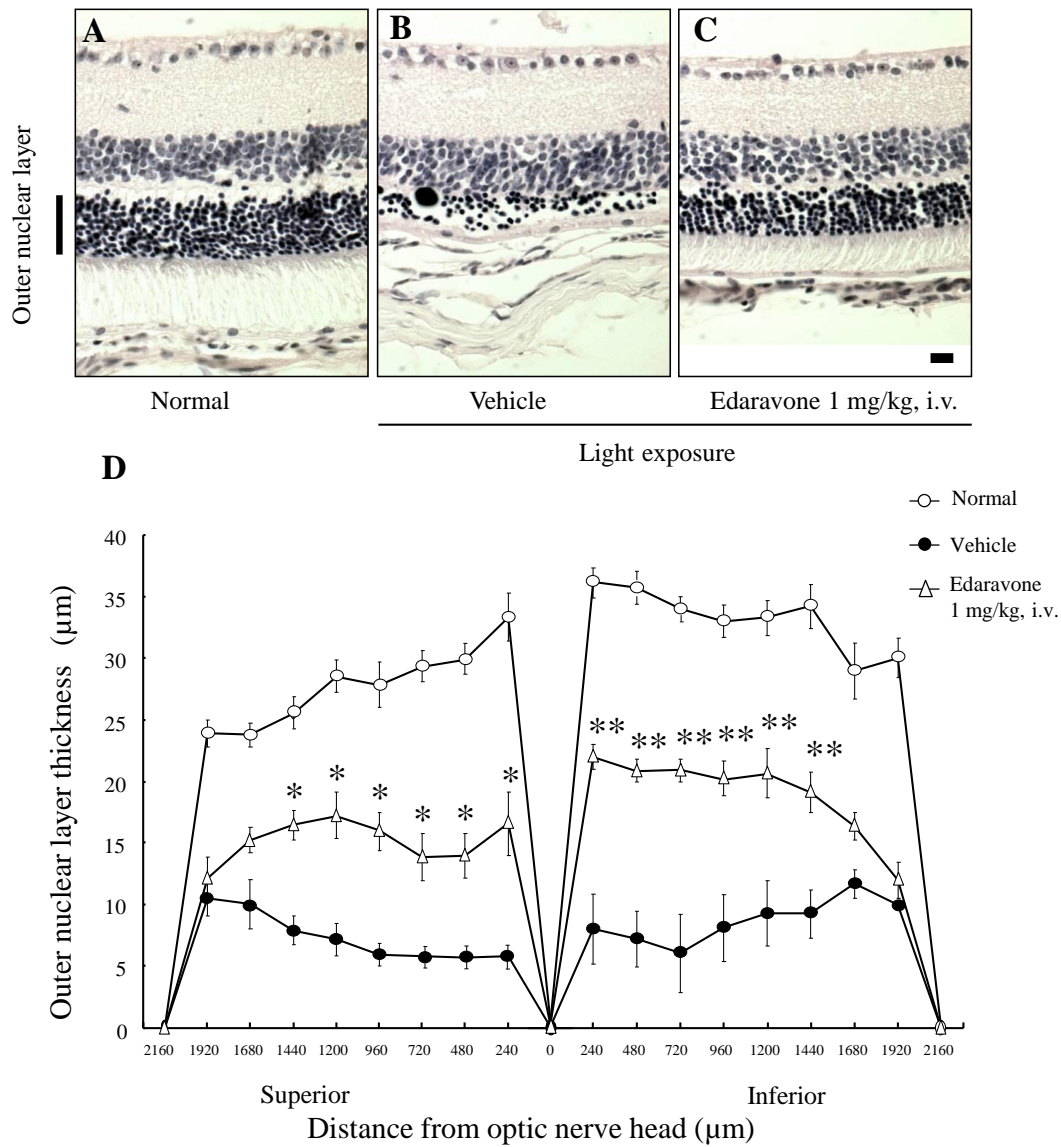 A
B
C
Outer nuclear layer
Normal
Vehicle
Edaravone 1 mg/kg, i.v.
Light exposure
D
Normal
Vehicle
Edaravone
1 mg/kg, i.v.
Outer nuclear layer thickness (µm)
40
35
30
25
20
15
10
5
0
* * * * * *
** ** ** ** ** **
2160 1920 1680 1440 1200 960 720 480 240 0 240 480 720 960 1200 1440 1680 1920 2160
Superior Inferior
Distance from optic nerve head (µm)